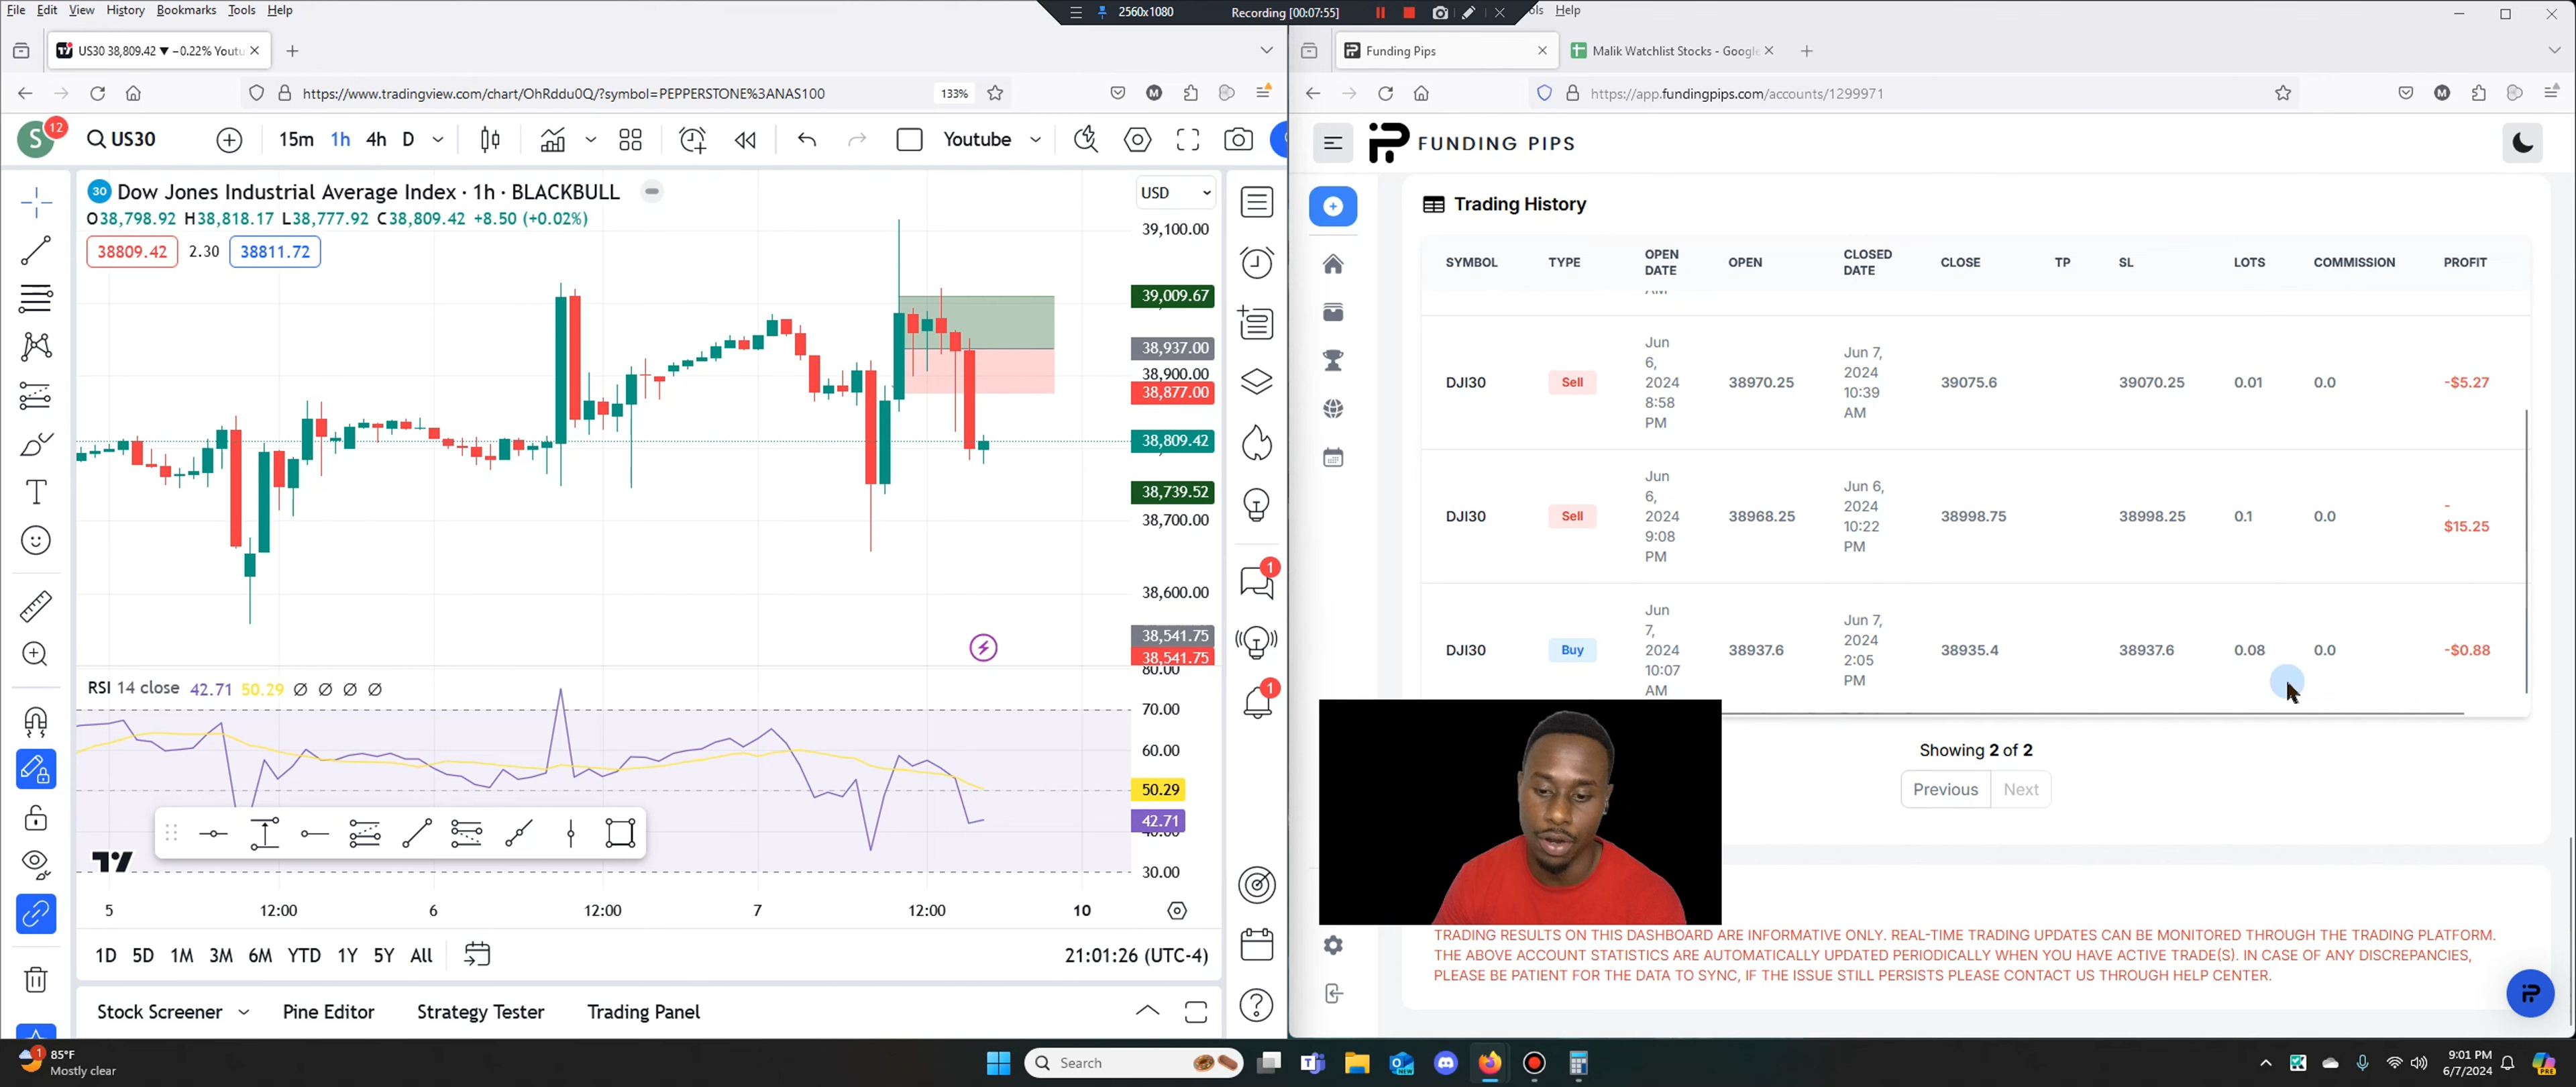 File Edit View History Bookmarks Tools Help
2560x1080 Recording [00:07:55]
ols Help
US30 38,809.42 ▼ −0.22% Youtu
Funding Pips
Malik Watchlist Stocks - Google
https://www.tradingview.com/chart/OhRddu0Q/?symbol=PEPPERSTONE%3ANAS100
133%
https://app.fundingpips.com/accounts/1299971
S 12
US30
15m 1h 4h D
Youtube
FUNDING PIPS
30 Dow Jones Industrial Average Index · 1h · BLACKBULL
USD
O38,798.92 H38,818.17 L38,777.92 C38,809.42 +8.50 (+0.02%)
38809.42 2.30 38811.72
39,100.00
39,009.67
38,937.00
38,900.00
38,877.00
38,809.42
38,739.52
38,700.00
38,600.00
38,541.75
38,541.75
80.00
RSI 14 close 42.71 50.29 Ø Ø Ø Ø
70.00
60.00
50.29
42.71
40.00
30.00
5 12:00 6 12:00 7 12:00 10
1D 5D 1M 3M 6M YTD 1Y 5Y All
21:01:26 (UTC-4)
Stock Screener Pine Editor Strategy Tester Trading Panel
1
1
Trading History
SYMBOL TYPE OPEN DATE OPEN CLOSED DATE CLOSE TP SL LOTS COMMISSION PROFIT
AM
DJI30 Sell Jun 6, 2024 8:58 PM 38970.25 Jun 7, 2024 10:39 AM 39075.6 39070.25 0.01 0.0 -$5.27
DJI30 Sell Jun 6, 2024 9:08 PM 38968.25 Jun 6, 2024 10:22 PM 38998.75 38998.25 0.1 0.0 -$15.25
DJI30 Buy Jun 7, 2024 10:07 AM 38937.6 Jun 7, 2024 2:05 PM 38935.4 38937.6 0.08 0.0 -$0.88
Showing 2 of 2
Previous Next
TRADING RESULTS ON THIS DASHBOARD ARE INFORMATIVE ONLY. REAL-TIME TRADING UPDATES CAN BE MONITORED THROUGH THE TRADING PLATFORM.
THE ABOVE ACCOUNT STATISTICS ARE AUTOMATICALLY UPDATED PERIODICALLY WHEN YOU HAVE ACTIVE TRADE(S). IN CASE OF ANY DISCREPANCIES,
PLEASE BE PATIENT FOR THE DATA TO SYNC, IF THE ISSUE STILL PERSISTS PLEASE CONTACT US THROUGH HELP CENTER.
1
85°F
Mostly clear
Search
9:01 PM
6/7/2024